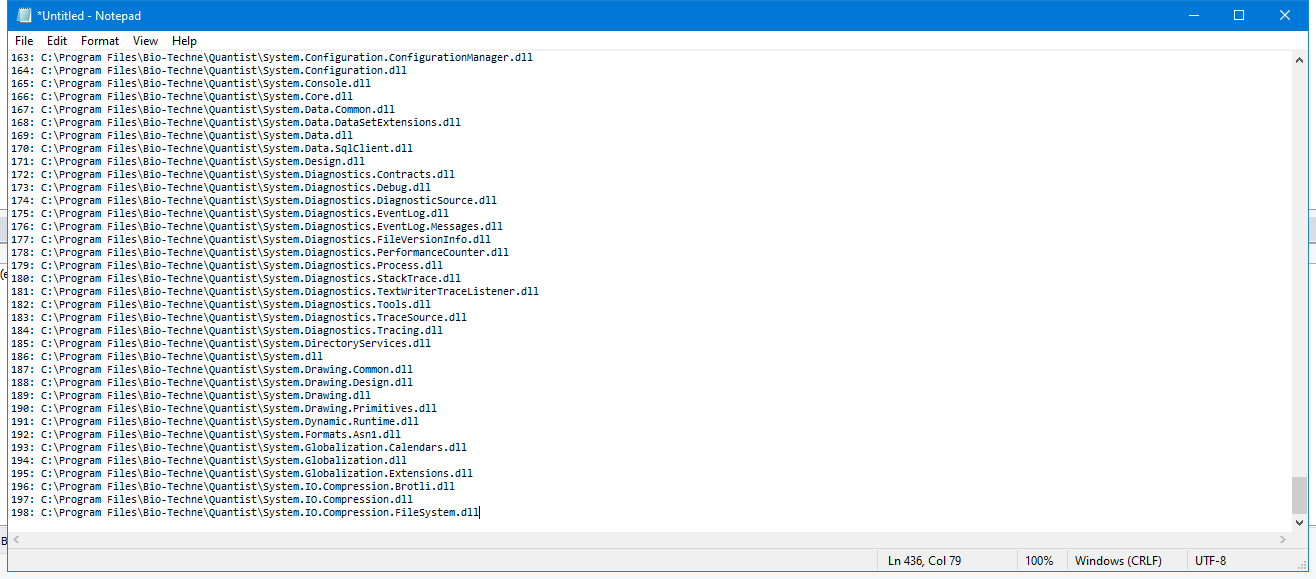 *Untitled - Notepad
File Edit Format View Help
163: C:\Program Files\Bio-Techne\Quantist\System.Configuration.ConfigurationManager.dll
164: C:\Program Files\Bio-Techne\Quantist\System.Configuration.dll
165: C:\Program Files\Bio-Techne\Quantist\System.Console.dll
166: C:\Program Files\Bio-Techne\Quantist\System.Core.dll
167: C:\Program Files\Bio-Techne\Quantist\System.Data.Common.dll
168: C:\Program Files\Bio-Techne\Quantist\System.Data.DataSetExtensions.dll
169: C:\Program Files\Bio-Techne\Quantist\System.Data.dll
170: C:\Program Files\Bio-Techne\Quantist\System.Data.SqlClient.dll
171: C:\Program Files\Bio-Techne\Quantist\System.Design.dll
172: C:\Program Files\Bio-Techne\Quantist\System.Diagnostics.Contracts.dll
173: C:\Program Files\Bio-Techne\Quantist\System.Diagnostics.Debug.dll
174: C:\Program Files\Bio-Techne\Quantist\System.Diagnostics.DiagnosticSource.dll
175: C:\Program Files\Bio-Techne\Quantist\System.Diagnostics.EventLog.dll
176: C:\Program Files\Bio-Techne\Quantist\System.Diagnostics.EventLog.Messages.dll
177: C:\Program Files\Bio-Techne\Quantist\System.Diagnostics.FileVersionInfo.dll
178: C:\Program Files\Bio-Techne\Quantist\System.Diagnostics.PerformanceCounter.dll
179: C:\Program Files\Bio-Techne\Quantist\System.Diagnostics.Process.dll
180: C:\Program Files\Bio-Techne\Quantist\System.Diagnostics.StackTrace.dll
181: C:\Program Files\Bio-Techne\Quantist\System.Diagnostics.TextWriterTraceListener.dll
182: C:\Program Files\Bio-Techne\Quantist\System.Diagnostics.Tools.dll
183: C:\Program Files\Bio-Techne\Quantist\System.Diagnostics.TraceSource.dll
184: C:\Program Files\Bio-Techne\Quantist\System.Diagnostics.Tracing.dll
185: C:\Program Files\Bio-Techne\Quantist\System.DirectoryServices.dll
186: C:\Program Files\Bio-Techne\Quantist\System.dll
187: C:\Program Files\Bio-Techne\Quantist\System.Drawing.Common.dll
188: C:\Program Files\Bio-Techne\Quantist\System.Drawing.Design.dll
189: C:\Program Files\Bio-Techne\Quantist\System.Drawing.dll
190: C:\Program Files\Bio-Techne\Quantist\System.Drawing.Primitives.dll
191: C:\Program Files\Bio-Techne\Quantist\System.Dynamic.Runtime.dll
192: C:\Program Files\Bio-Techne\Quantist\System.Formats.Asn1.dll
193: C:\Program Files\Bio-Techne\Quantist\System.Globalization.Calendars.dll
194: C:\Program Files\Bio-Techne\Quantist\System.Globalization.dll
195: C:\Program Files\Bio-Techne\Quantist\System.Globalization.Extensions.dll
196: C:\Program Files\Bio-Techne\Quantist\System.IO.Compression.Brotli.dll
197: C:\Program Files\Bio-Techne\Quantist\System.IO.Compression.dll
198: C:\Program Files\Bio-Techne\Quantist\System.IO.Compression.FileSystem.dll
Ln 436, Col 79 100% Windows (CRLF) UTF-8